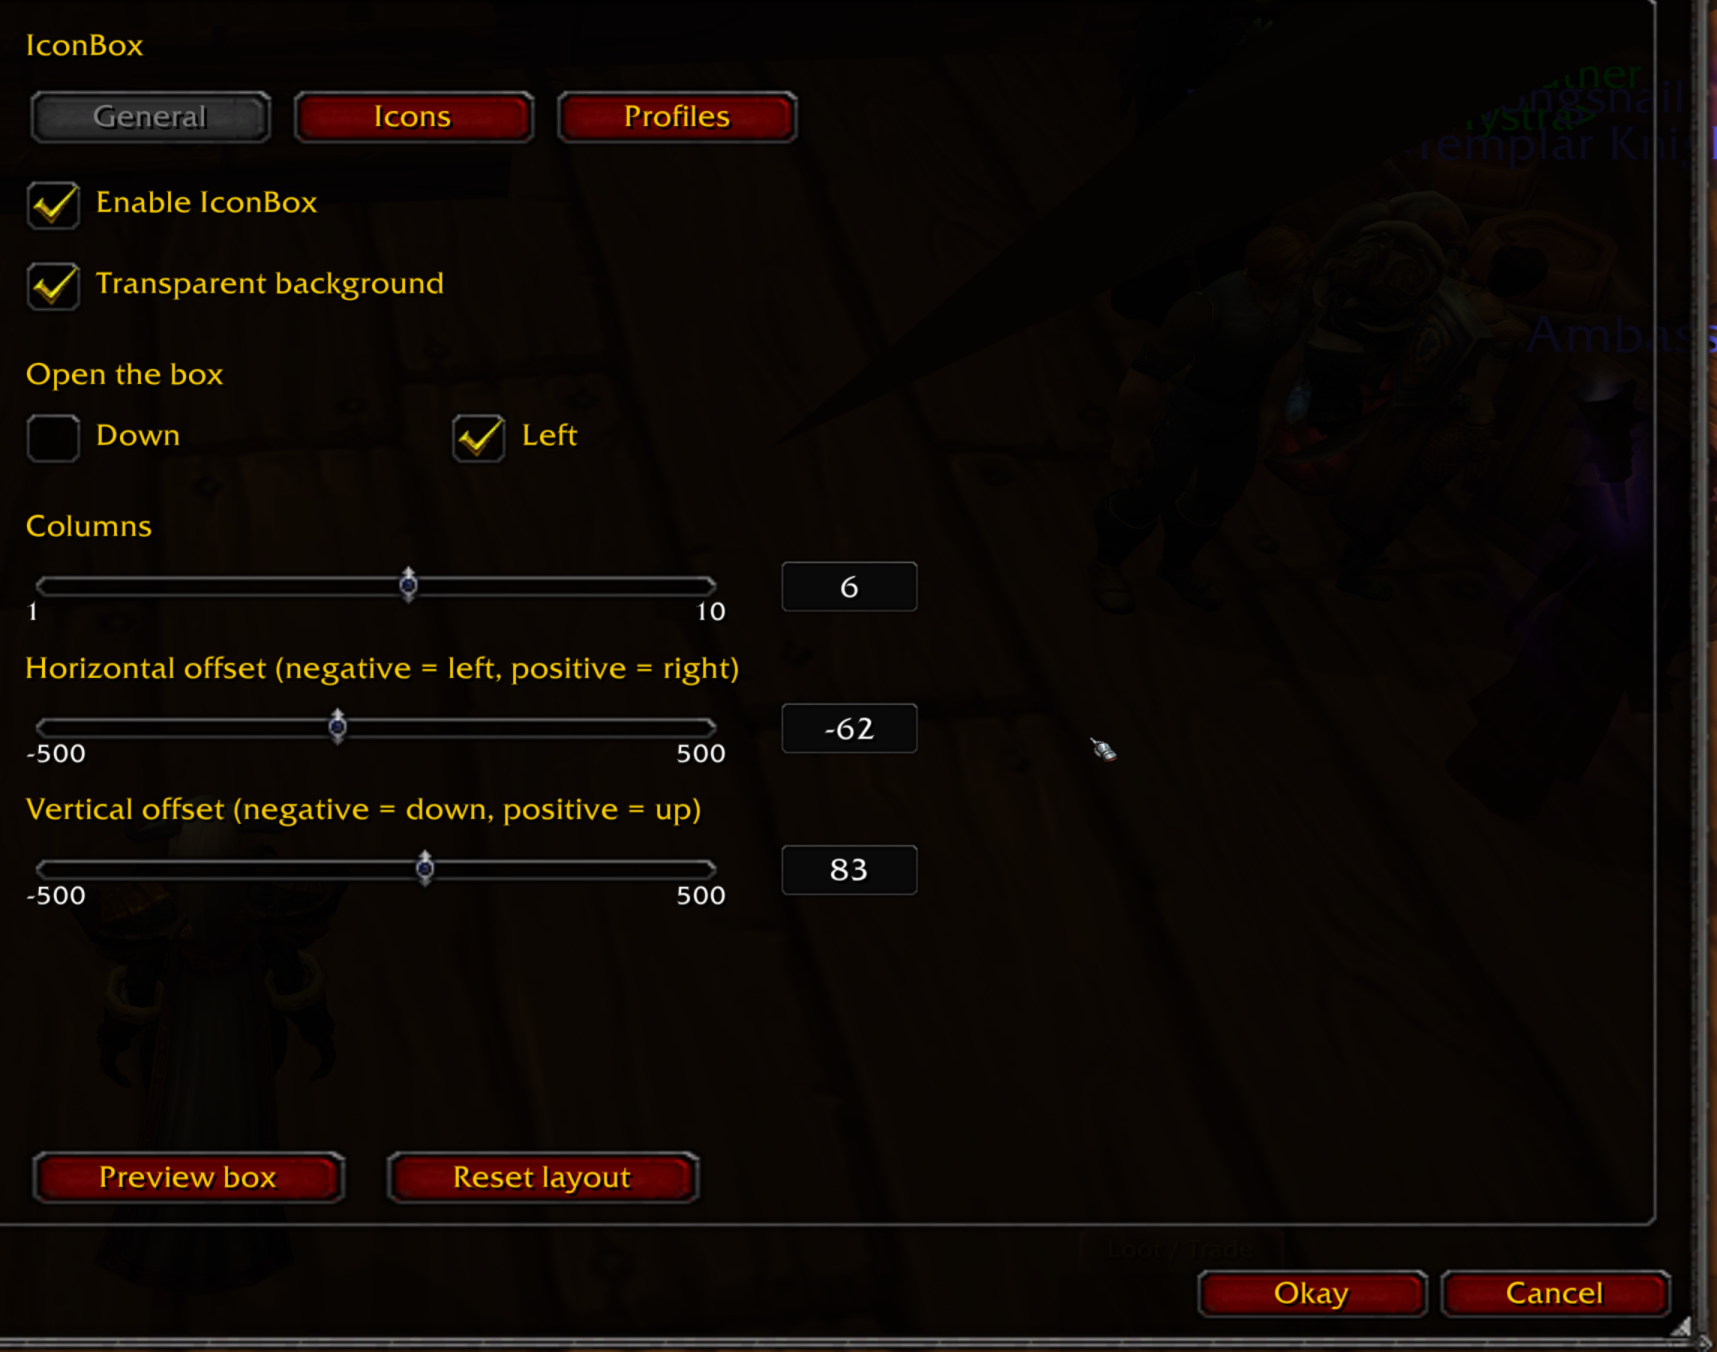 IconBox
General Icons Profiles
Enable IconBox
Transparent background
Open the box
Down Left
Columns
6
1 10
Horizontal offset (negative = left, positive = right)
-62
-500 500
Vertical offset (negative = down, positive = up)
83
-500 500
Preview box Reset layout
Loot / Trade
Okay Cancel